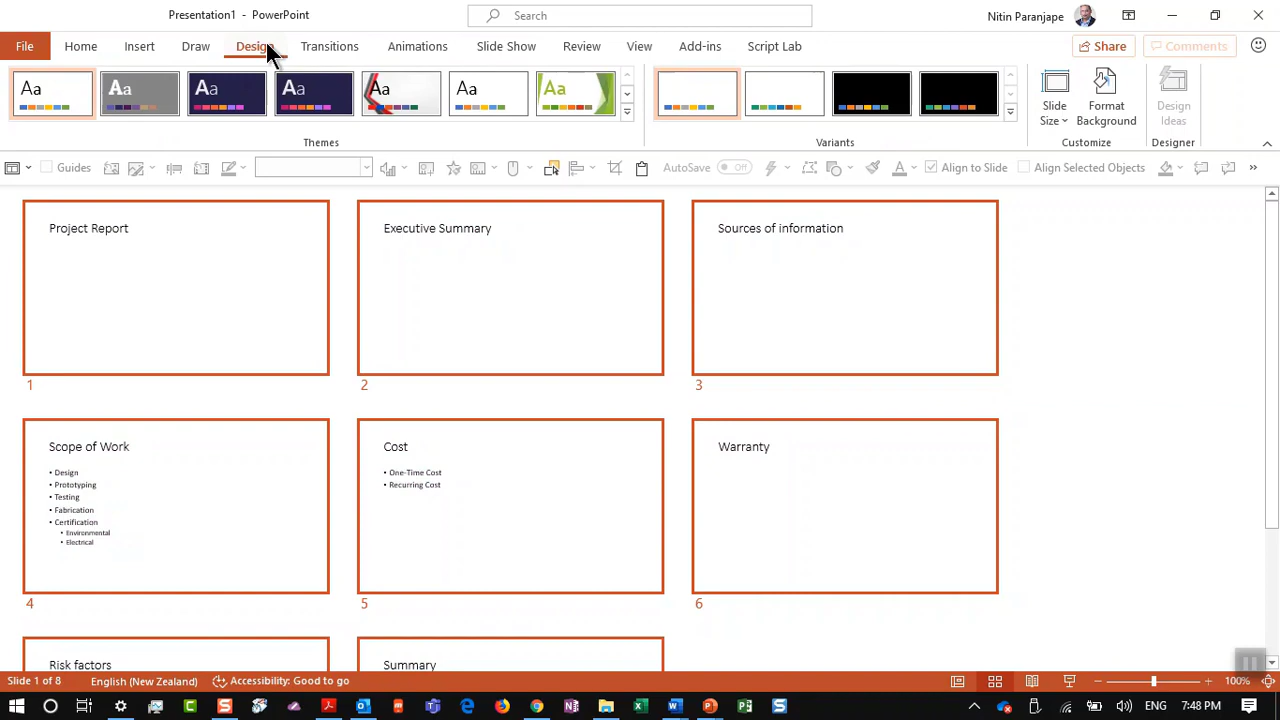 Presentation1 - PowerPoint
Search
Nitin Paranjape
File
Home
Insert
Draw
Design
Transitions
Animations
Slide Show
Review
View
Add-ins
Script Lab
Share
Comments
Aa
Aa
Aa
Aa
Aa
Aa
Aa
Slide
Size
Format
Background
Design
Ideas
Themes
Variants
Customize
Designer
Guides
AutoSave
Off
Align to Slide
Align Selected Objects
Project Report
Executive Summary
Sources of information
1
2
3
Scope of Work
• Design
• Prototyping
• Testing
• Fabrication
• Certification
• Environmental
• Electrical
Cost
• One-Time Cost
• Recurring Cost
Warranty
4
5
6
Risk factors
Summary
Slide 1 of 8
English (New Zealand)
Accessibility: Good to go
100%
ENG
7:48 PM